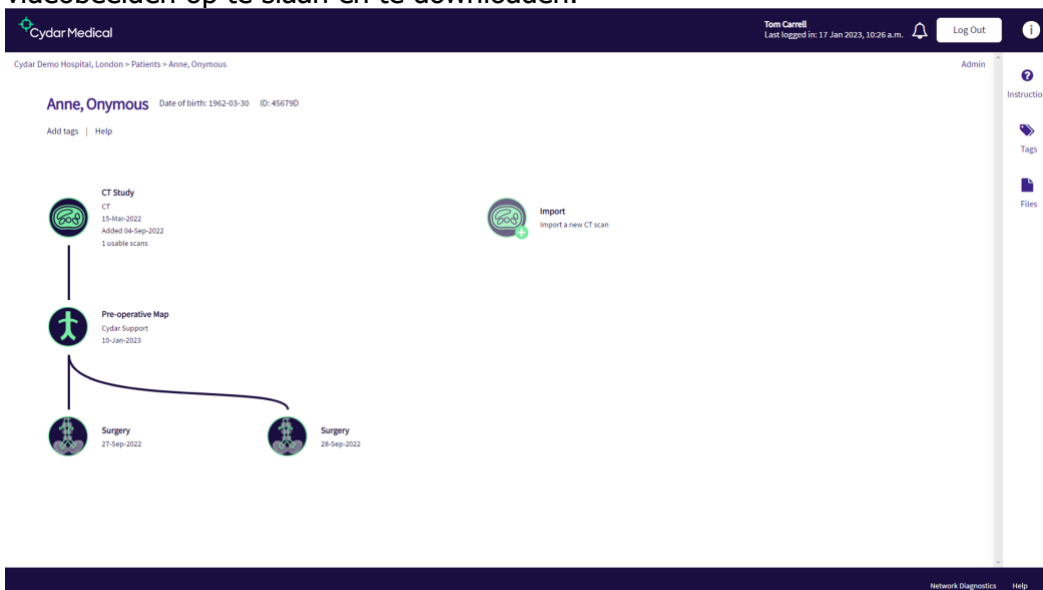 videobeelden op te slaan en te downloaden.
Cydar Medical
Tom Carrell
Last logged in: 17 Jan 2023, 10:26 a.m.
Log Out
i
Cydar Demo Hospital, London > Patients > Anne, Onymous
Admin
?
Instructio
Anne, Onymous Date of birth: 1962-03-30 ID: 45679D
Add tags | Help
Tags
Files
CT Study
CT
15-Mar-2022
Added 04-Sep-2022
1 usable scans
Import
Import a new CT scan
Pre-operative Map
Cydar Support
10-Jan-2023
Surgery
27-Sep-2022
Surgery
28-Sep-2022
Network Diagnostics Help